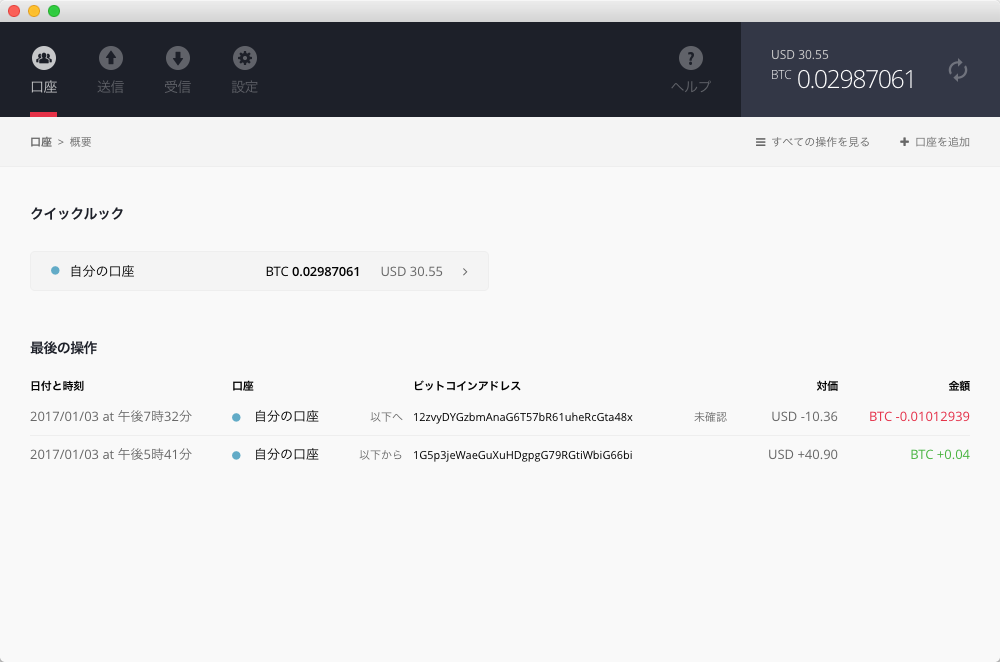 口座 送信 受信 設定 ヘルプ
USD 30.55
BTC 0.02987061
口座 > 概要 すべての操作を見る 口座を追加
クイックルック
自分の口座 BTC 0.02987061 USD 30.55
最後の操作
日付と時刻 口座 ビットコインアドレス 対価 金額
2017/01/03 at 午後7時32分 自分の口座 以下へ 12zvyDYGzbmAnaG6T57bR61uheRcGta48x 未確認 USD -10.36 BTC -0.01012939
2017/01/03 at 午後5時41分 自分の口座 以下から 1G5p3jeWaeGuXuHDgpgG79RGtiWbiG66bi USD +40.90 BTC +0.04